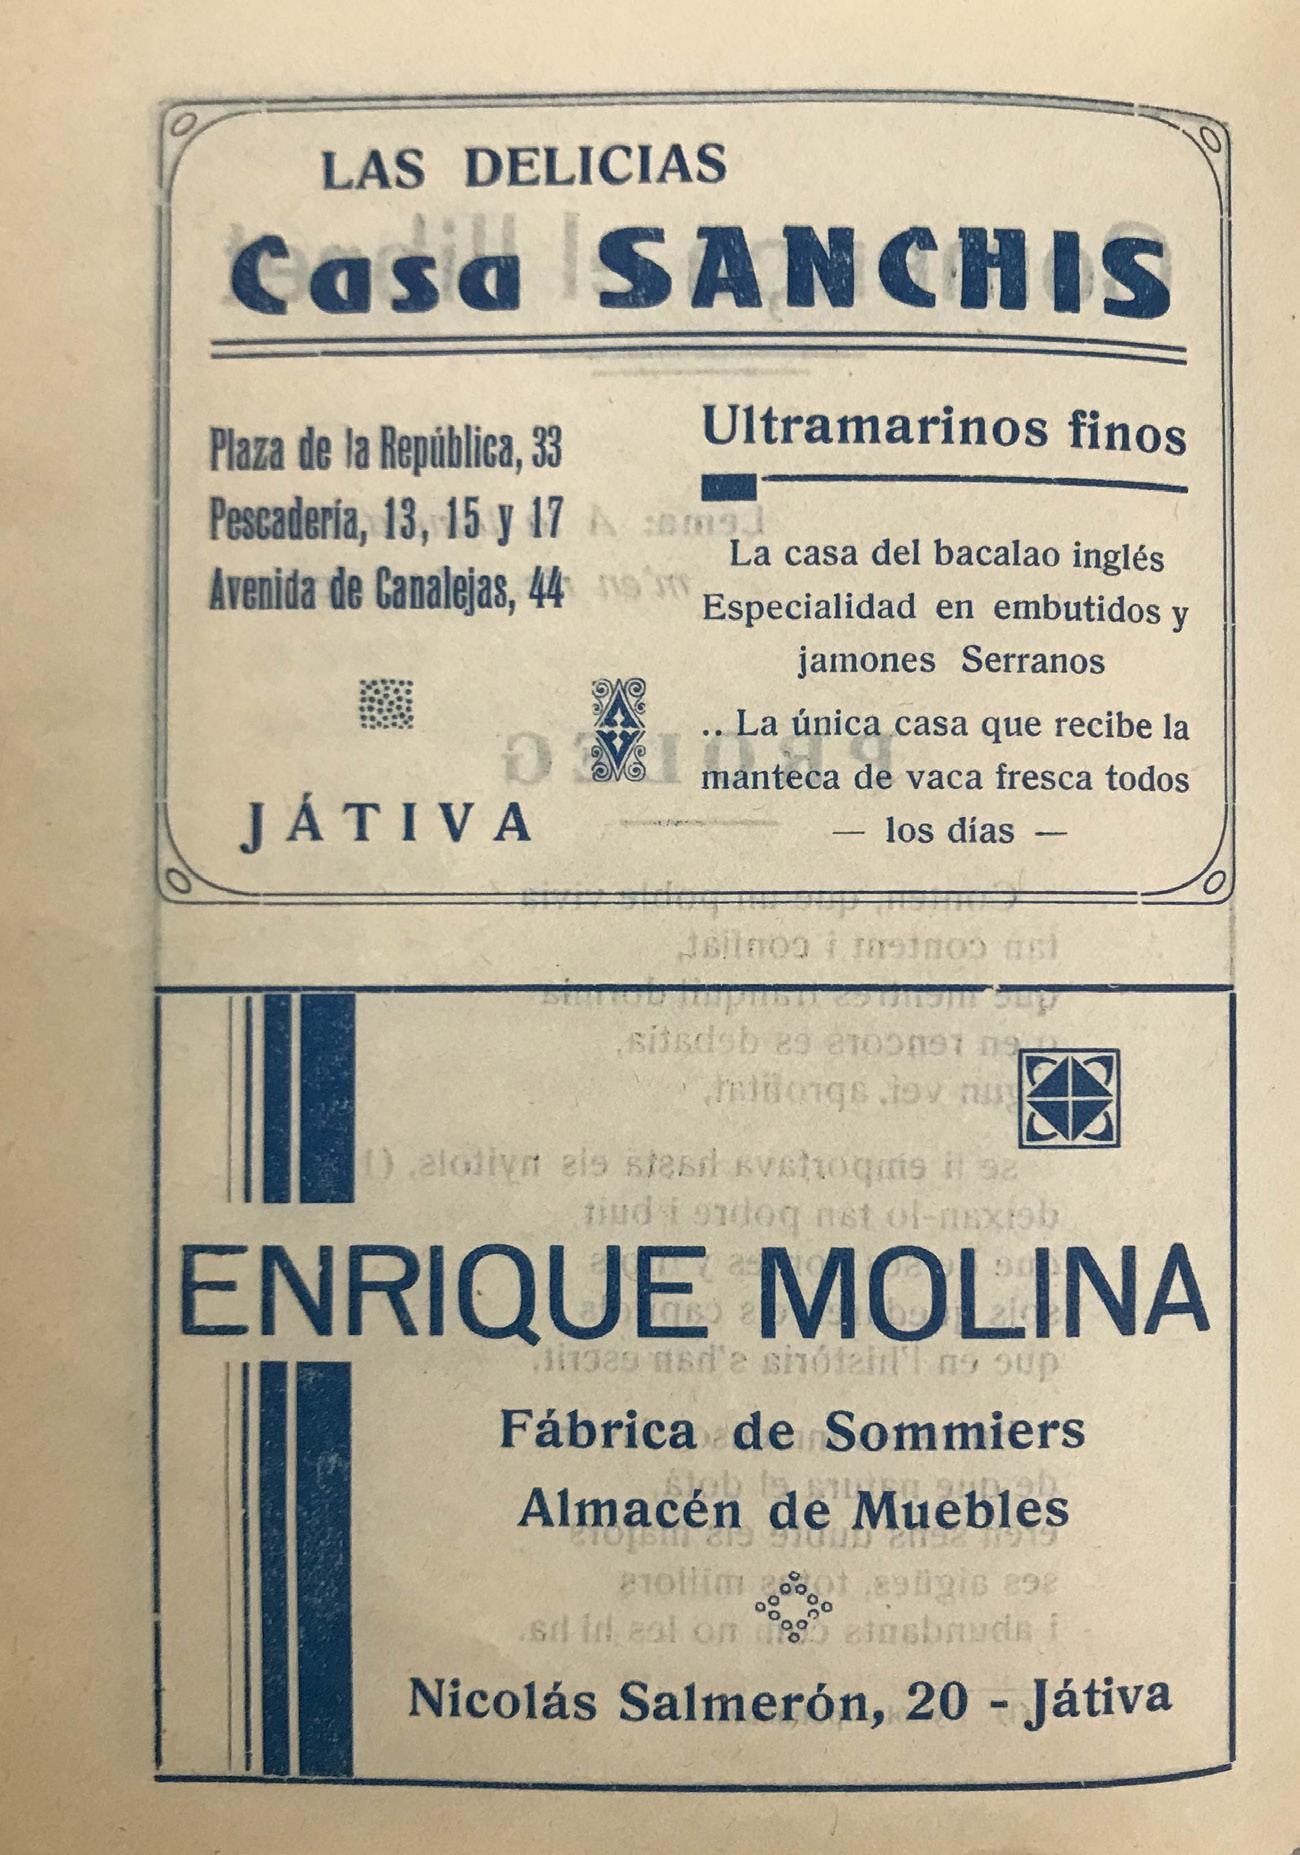 LAS DELICIAS
Casa SANCHIS
Plaza de la República, 33
Pescadería, 13, 15 y 17
Avenida de Canalejas, 44
JÁTIVA
Ultramarinos finos
La casa del bacalao inglés
Especialidad en embutidos y
jamones Serranos
.. La única casa que recibe la
manteca de vaca fresca todos
— los días —
ENRIQUE MOLINA
Fábrica de Sommiers
Almacén de Muebles
Nicolás Salmerón, 20 - Játiva